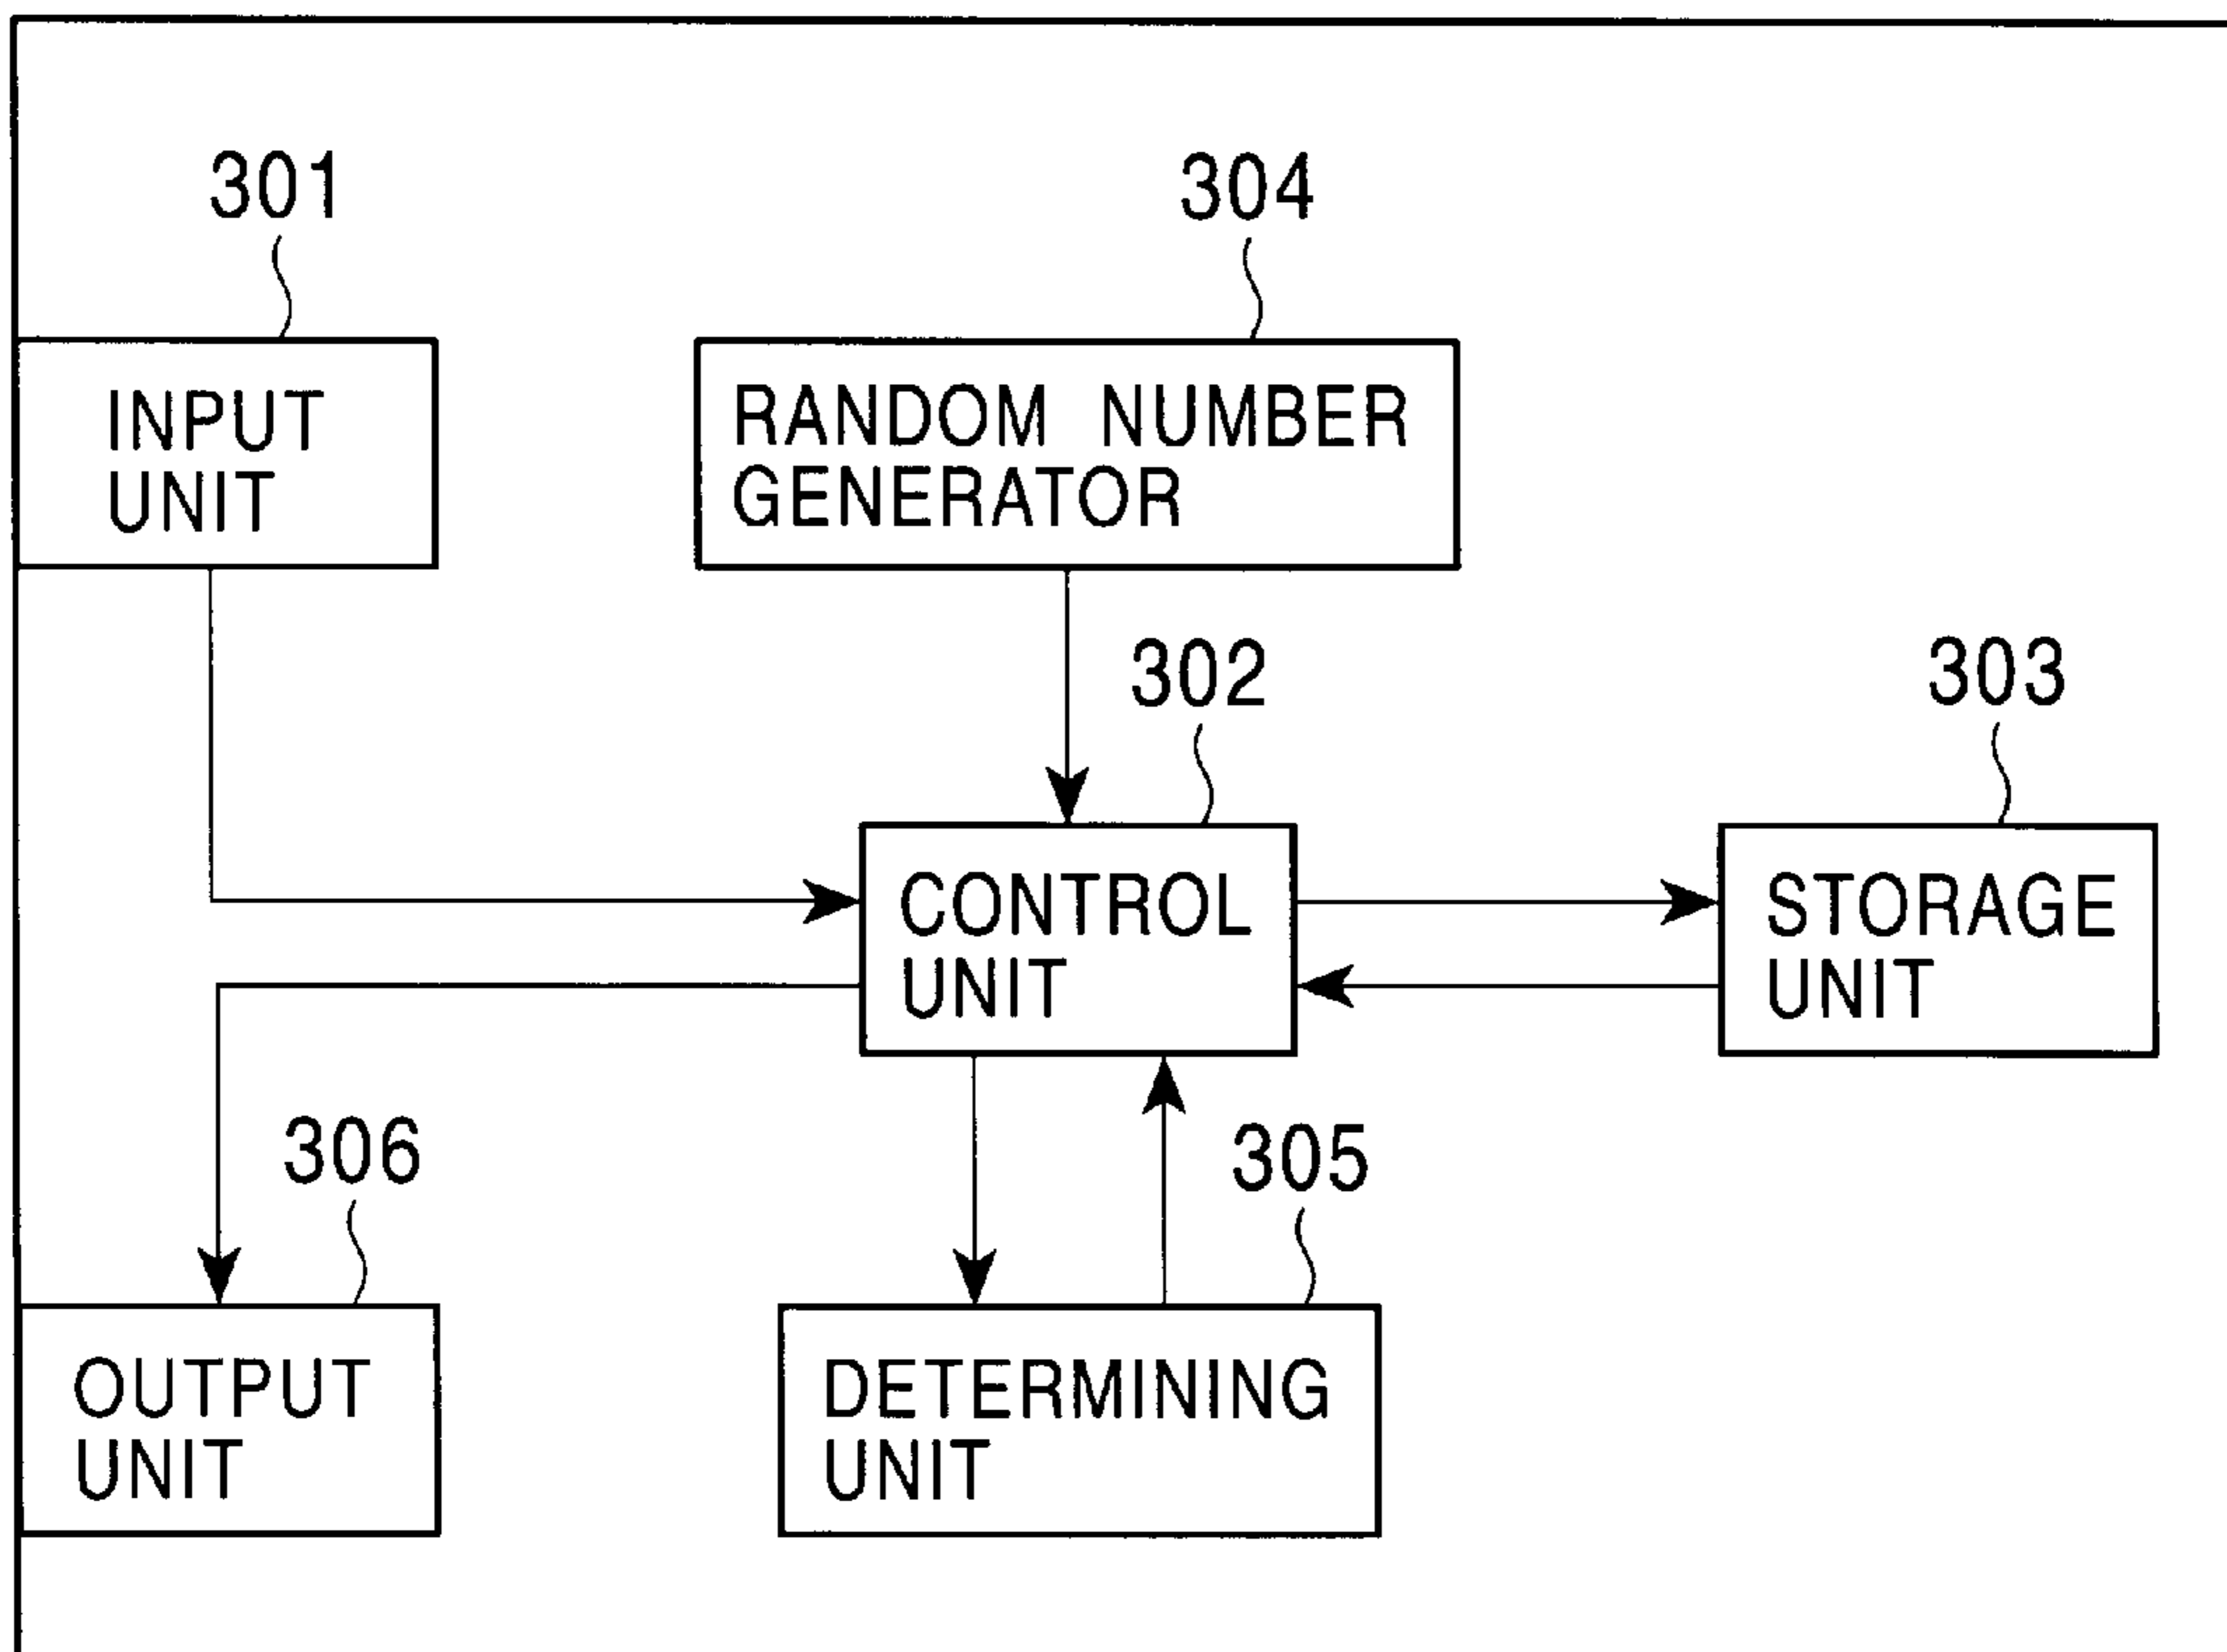 301
304
INPUT
UNIT
RANDOM NUMBER
GENERATOR
302
303
CONTROL
UNIT
STORAGE
UNIT
306
305
OUTPUT
UNIT
DETERMINING
UNIT